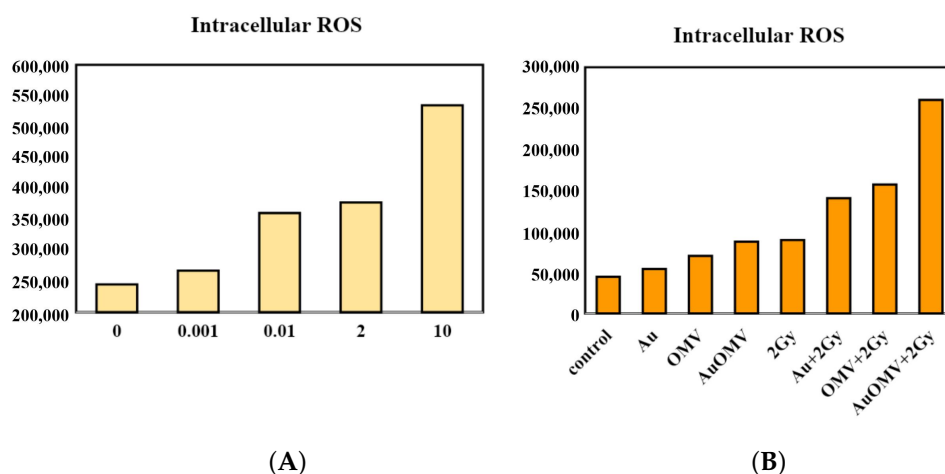 Intracellular ROS
600,000
550,000
500,000
450,000
400,000
350,000
300,000
250,000
200,000
0 0.001 0.01 2 10
(A)
Intracellular ROS
300,000
250,000
200,000
150,000
100,000
50,000
0
control Au OMV AuOMV 2Gy Au+2Gy OMV+2Gy AuOMV+2Gy
(B)